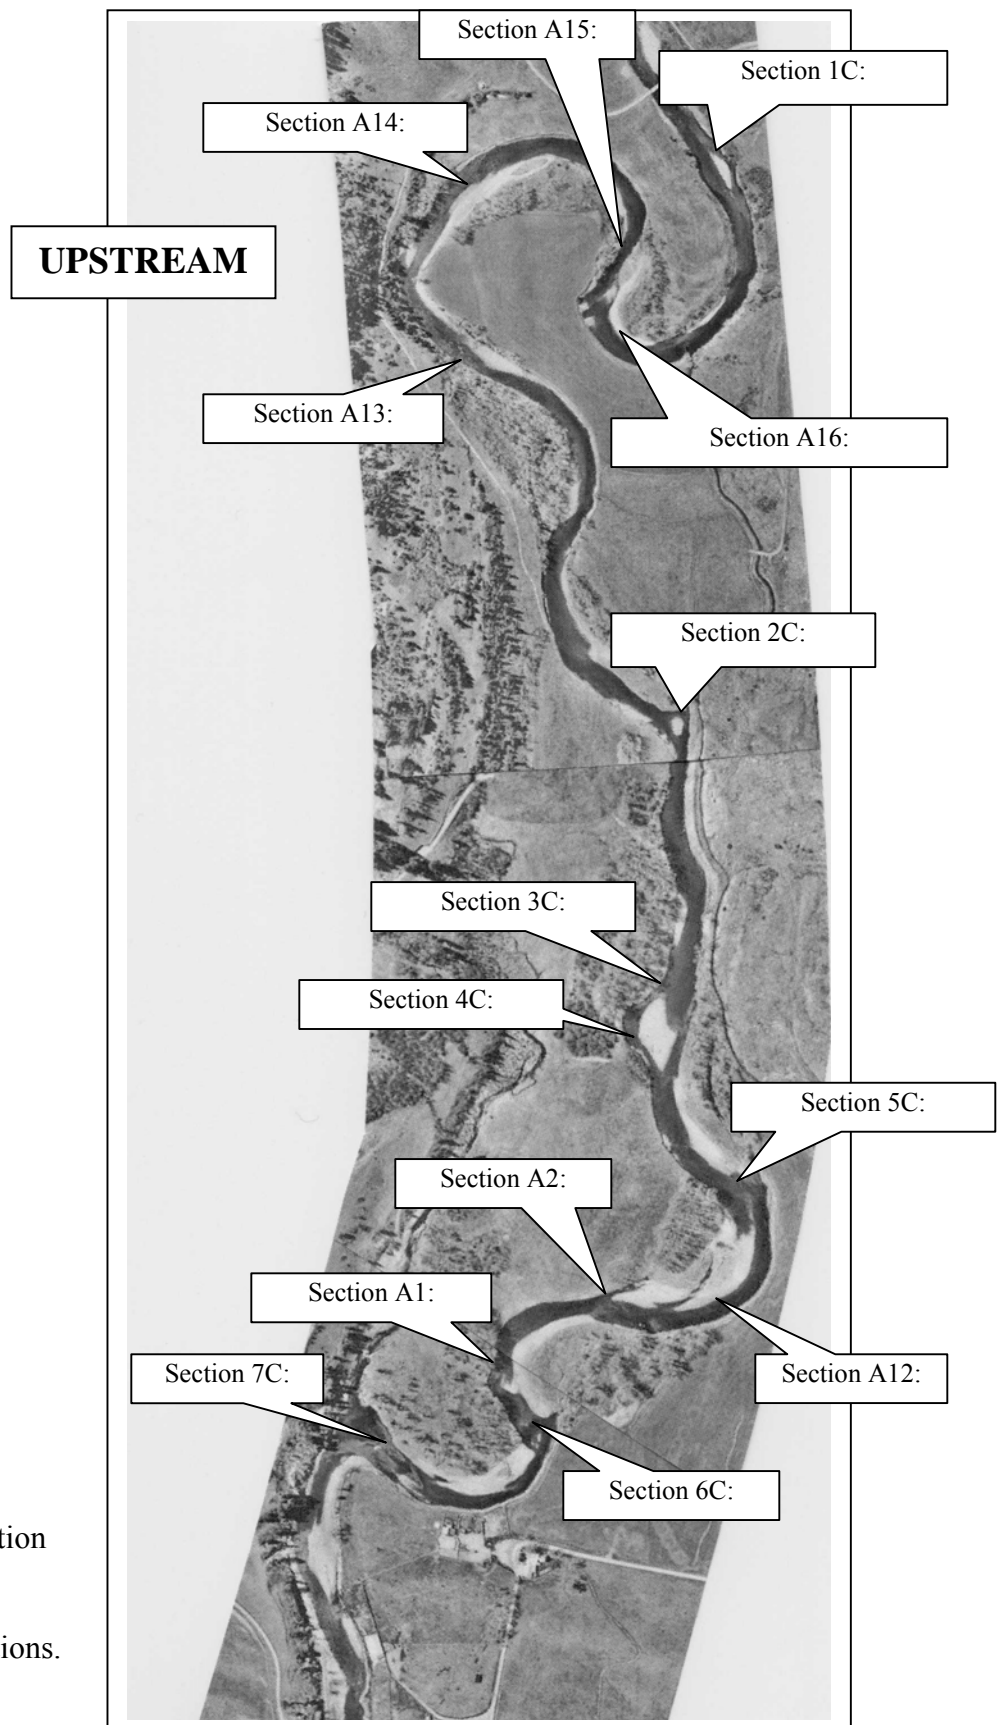 Section A15:
Section 1C:
Section A14:
UPSTREAM
Section A13:
Section A16:
Section 2C:
Section 3C:
Section 4C:
Section 5C:
Section A2:
Section A1:
Section 7C:
Section A12:
Section 6C:
tion
ions.